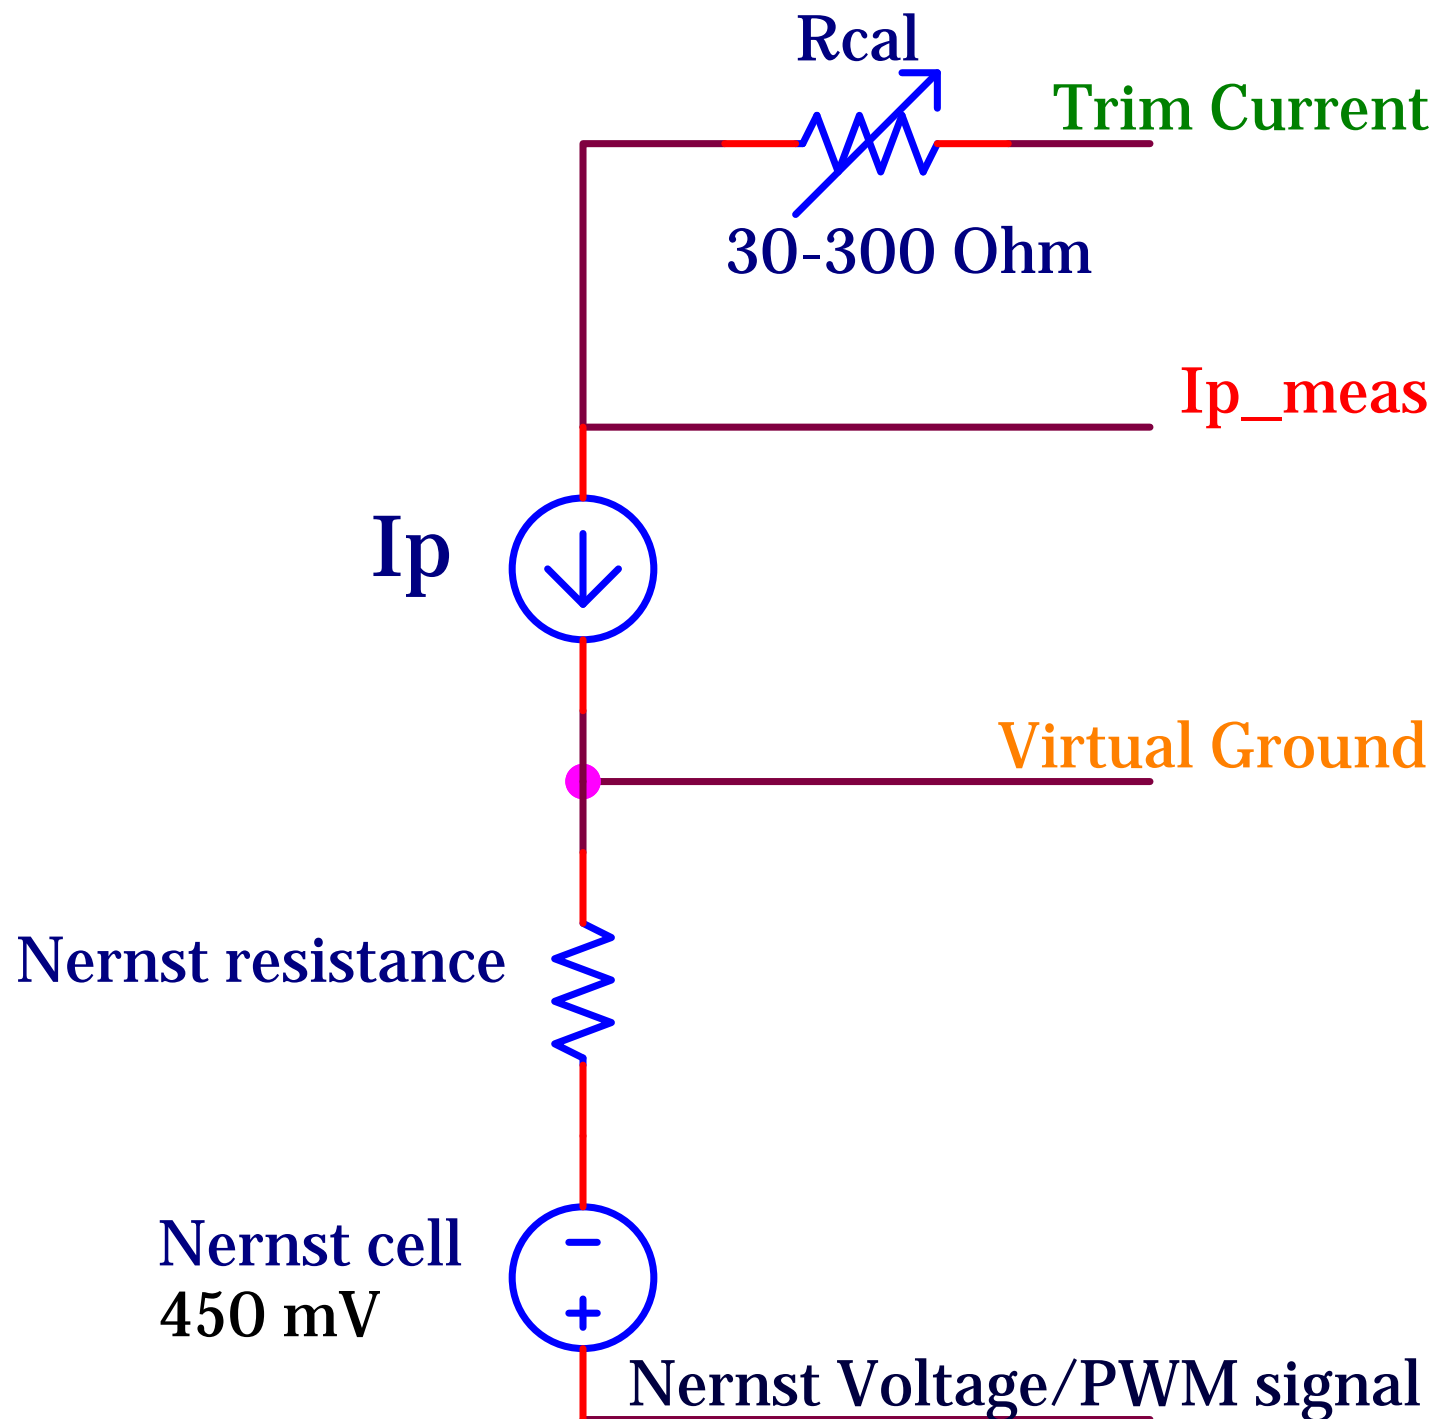 Rcal
Trim Current
30-300 Ohm
Ip_meas
Ip
Virtual Ground
Nernst resistance
Nernst cell
450 mV
Nernst Voltage/PWM signal